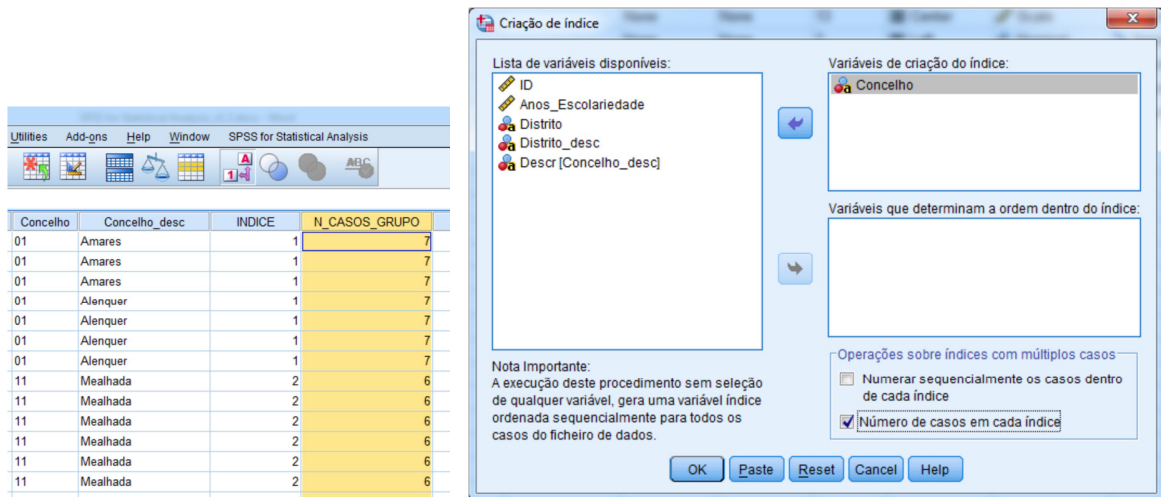 Utilities Add-ons Help Window SPSS for Statistical Analysis
A
1
ABC
Concelho Concelho_desc INDICE N_CASOS_GRUPO
01 Amares 1 7
01 Amares 1 7
01 Amares 1 7
01 Alenquer 1 7
01 Alenquer 1 7
01 Alenquer 1 7
01 Alenquer 1 7
11 Mealhada 2 6
11 Mealhada 2 6
11 Mealhada 2 6
11 Mealhada 2 6
11 Mealhada 2 6
11 Mealhada 2 6
Criação de índice
Lista de variáveis disponíveis:
ID
Anos_Escolariedade
Distrito
Distrito_desc
Descr [Concelho_desc]
Nota Importante:
A execução deste procedimento sem seleção
de qualquer variável, gera uma variável índice
ordenada sequencialmente para todos os
casos do ficheiro de dados.
Variáveis de criação do índice:
Concelho
Variáveis que determinam a ordem dentro do índice:
Operações sobre índices com múltiplos casos
Numerar sequencialmente os casos dentro
de cada índice
Número de casos em cada índice
OK Paste Reset Cancel Help